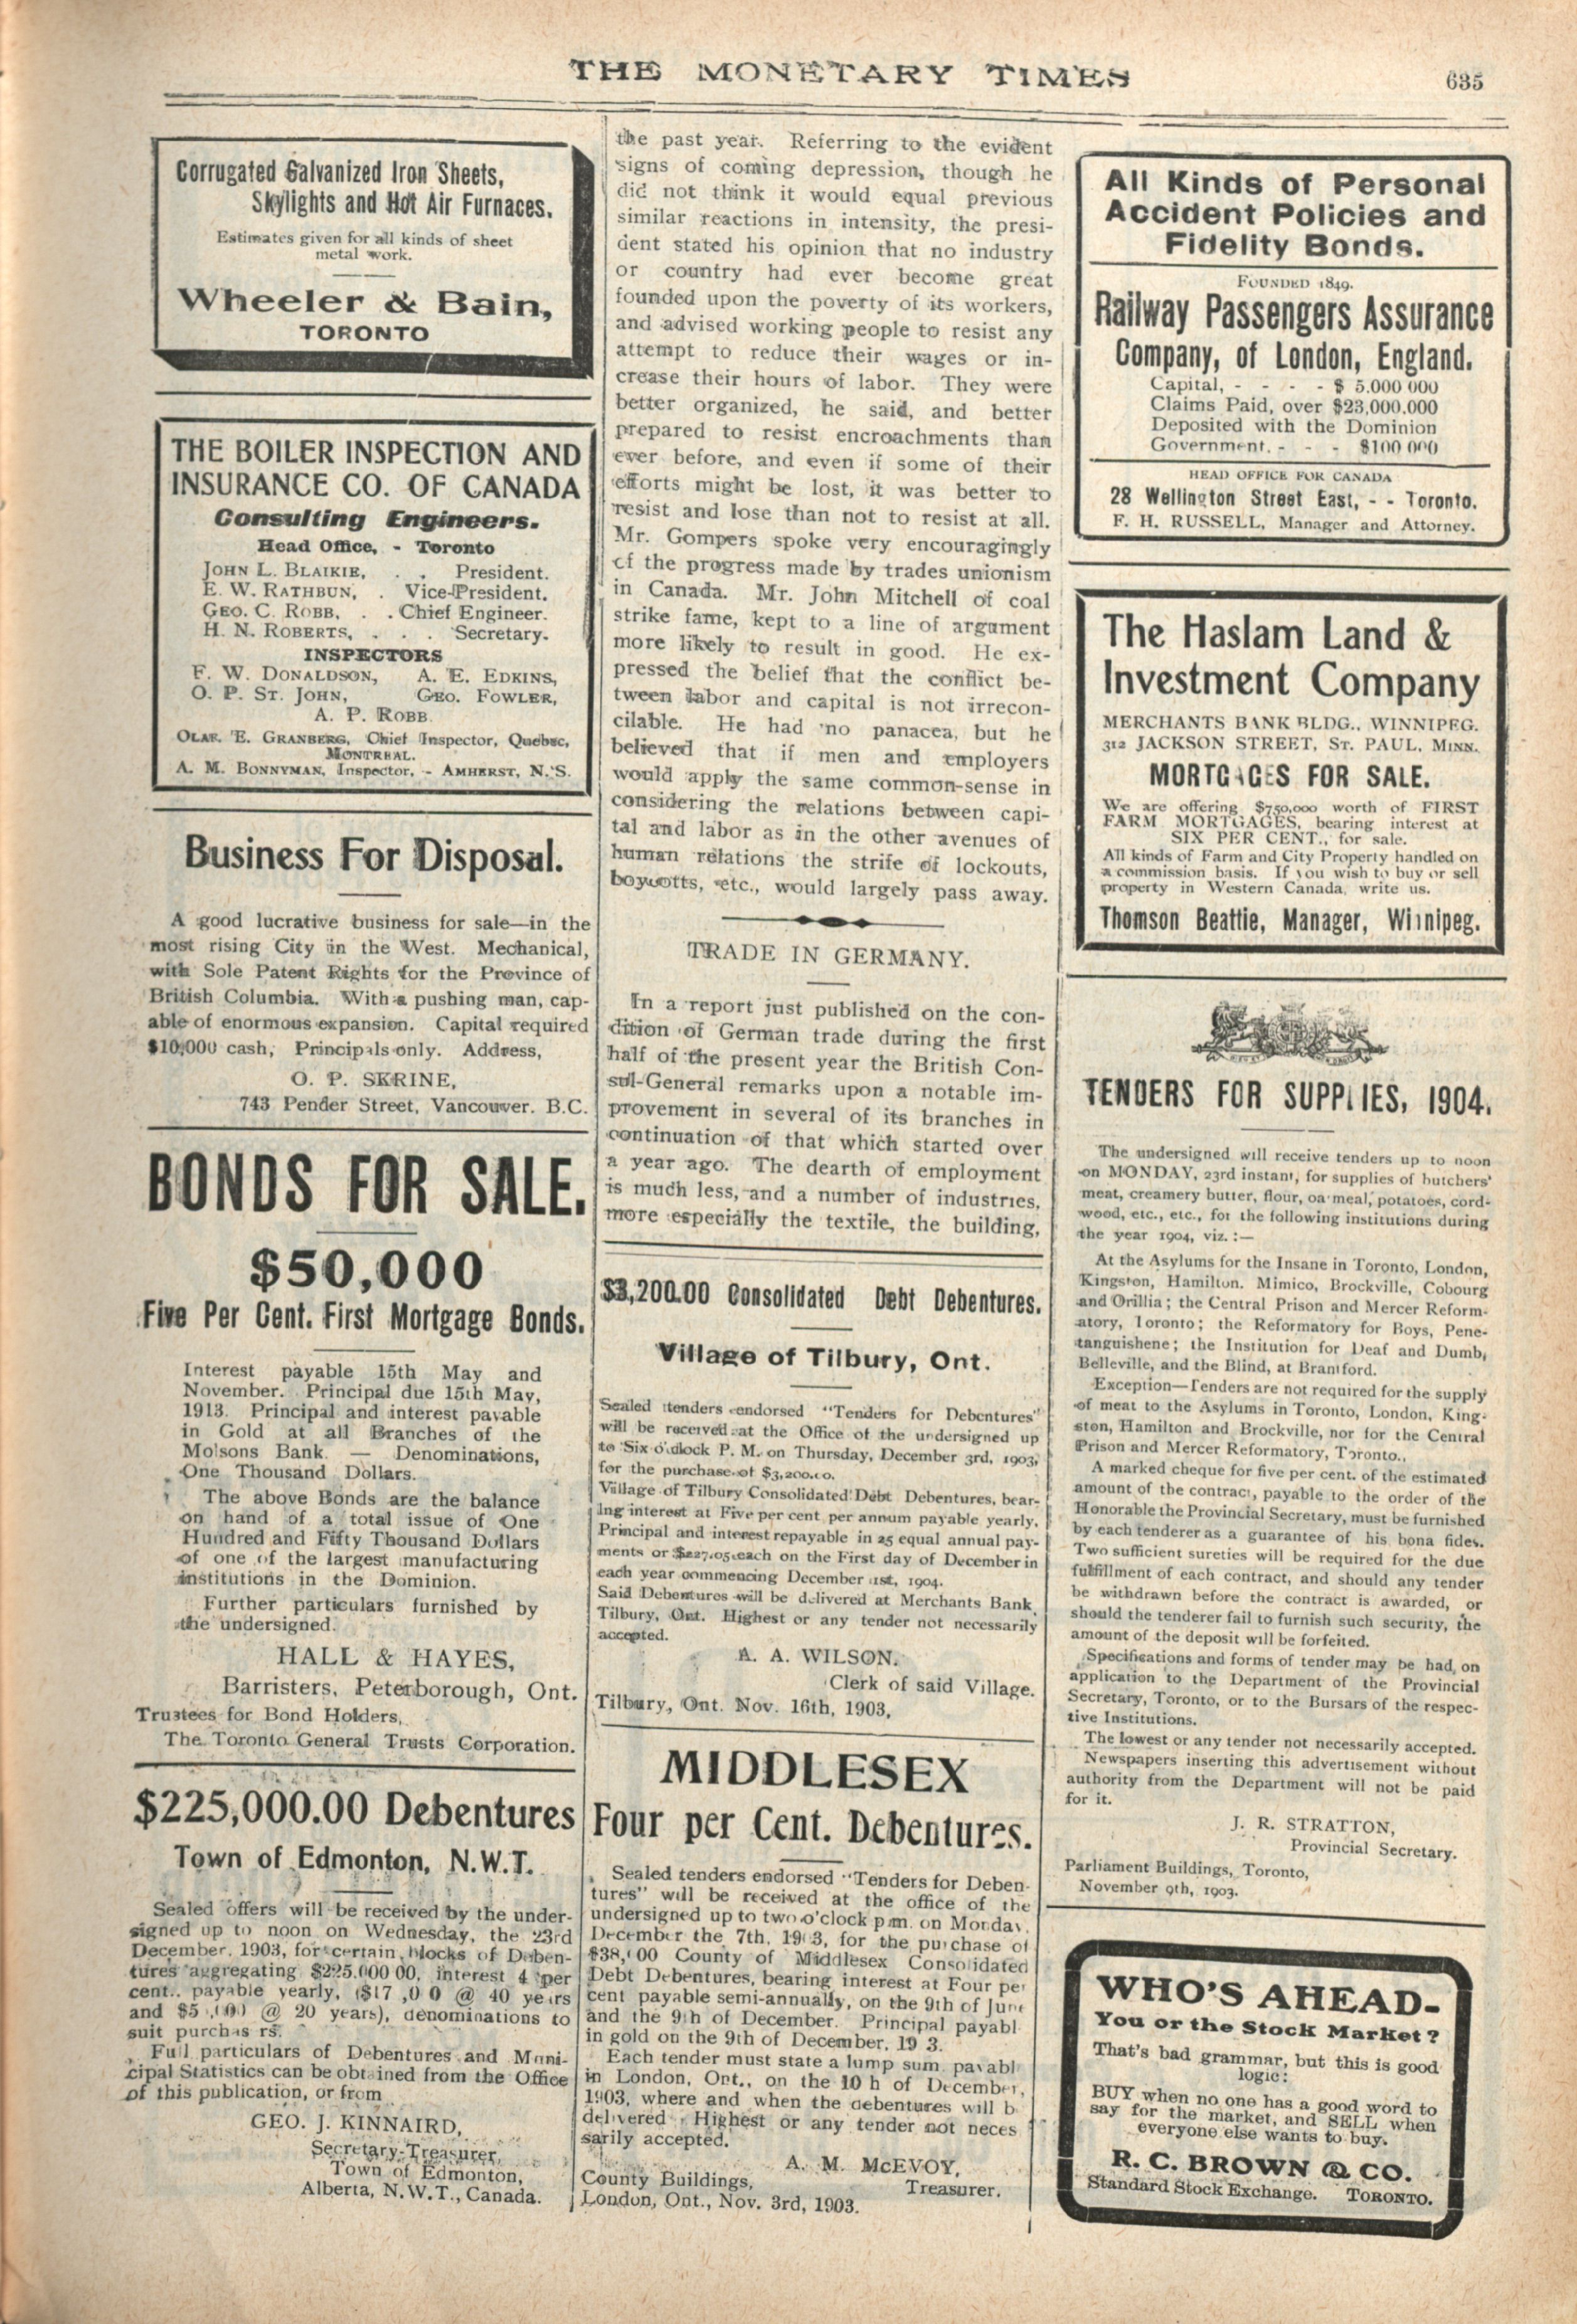 THE MONETARY TIMES
635
Corrugated Galvanized Iron Sheets,
Skylights and Hot Air Furnaces.
Estimates given for all kinds of sheet
metal work.
Wheeler & Bain,
TORONTO
THE BOILER INSPECTION AND
INSURANCE CO. OF CANADA
Consulting Engineers.
Head Office, - Toronto
JOHN L. BLAIKIE, . . President.
E. W. RATHBUN, . Vice-President.
GEO. C. ROBB, . . Chief Engineer.
H. N. ROBERTS, . . . Secretary.
INSPECTORS
F. W. DONALDSON, A. E. EDKINS,
O. P. ST. JOHN, GEO. FOWLER,
A. P. ROBB.
OLAF. E. GRANBERG, Chief Inspector, Quebec,
MONTREAL.
A. M. BONNYMAN, Inspector, - AMHERST, N.S.
Business For Disposal.
A good lucrative business for sale—in the
most rising City in the West. Mechanical,
with Sole Patent Rights for the Province of
British Columbia. With a pushing man, cap-
able of enormous expansion. Capital required
$10,000 cash, Principals only. Address,
O. P. SKRINE,
743 Pender Street, Vancouver. B.C.
BONDS FOR SALE.
$50,000
Five Per Cent. First Mortgage Bonds.
Interest payable 15th May and
November. Principal due 15th May,
1913. Principal and interest payable
in Gold at all Branches of the
Molsons Bank. — Denominations,
One Thousand Dollars.
The above Bonds are the balance
on hand of a total issue of One
Hundred and Fifty Thousand Dollars
of one of the largest manufacturing
institutions in the Dominion.
Further particulars furnished by
the undersigned.
HALL & HAYES,
Barristers, Peterborough, Ont.
Trustees for Bond Holders,
The Toronto General Trusts Corporation.
$225,000.00 Debentures
Town of Edmonton, N.W.T.
Sealed offers will be received by the under-
signed up to noon on Wednesday, the 23rd
December, 1903, for certain blocks of Deben-
tures aggregating $225,000 00, interest 4 per
cent., payable yearly, @ 40 years
and @ 20 years), denominations to
suit purchasers.
Full particulars of Debentures and Muni-
cipal Statistics can be obtained from the Office
of this publication, or from
GEO. J. KINNAIRD,
Secretary-Treasurer,
Town of Edmonton,
Alberta, N.W.T., Canada.
the past year. Referring to the evident
signs of coming depression, though he
did not think it would equal previous
similar reactions in intensity, the presi-
dent stated his opinion that no industry
or country had ever become great
founded upon the poverty of its workers,
and advised working people to resist any
attempt to reduce their wages or in-
crease their hours of labor. They were
better organized, he said, and better
prepared to resist encroachments than
ever before, and even if some of their
efforts might be lost, it was better to
resist and lose than not to resist at all.
Mr. Gompers spoke very encouragingly
of the progress made by trades unionism
in Canada. Mr. John Mitchell of coal
strike fame, kept to a line of argument
more likely to result in good. He ex-
pressed the belief that the conflict be-
tween labor and capital is not irrecon-
cilable. He had no panacea, but he
believed that if men and employers
would apply the same common-sense in
considering the relations between capi-
tal and labor as in the other avenues of
human relations the strife of lockouts,
boycotts, etc., would largely pass away.
TRADE IN GERMANY.
In a report just published on the con-
dition of German trade during the first
half of the present year the British Con-
sul-General remarks upon a notable im-
provement in several of its branches in
continuation of that which started over
a year ago. The dearth of employment
is much less, and a number of industries,
more especially the textile, the building,
$3,200.00 Consolidated Debt Debentures.
Village of Tilbury, Ont.
Sealed tenders endorsed "Tenders for Debentures"
will be received at the Office of the undersigned up
to Six o'clock P. M. on Thursday, December 3rd, 1903,
for the purchase of $3,200.00.
Village of Tilbury Consolidated Debt Debentures, bear-
ing interest at Five per cent per annum payable yearly,
Principal and interest repayable in 25 equal annual pay-
ments or $227.05 each on the First day of December in
each year commencing December 1st, 1904.
Said Debentures will be delivered at Merchants Bank
Tilbury, Ont. Highest or any tender not necessarily
accepted.
A. A. WILSON.
Clerk of said Village.
Tilbury, Ont. Nov. 16th, 1903,
MIDDLESEX
Four per Cent. Debentures.
Sealed tenders endorsed "Tenders for Deben-
tures" will be received at the office of the
undersigned up to two o'clock p.m. on Monday.
December the 7th, 1903, for the purchase of
$38,000 County of Middlesex Consolidated
Debt Debentures, bearing interest at Four per
cent payable semi-annually, on the 9th of June
and the 9th of December. Principal payabl
in gold on the 9th of December, 19 3.
Each tender must state a lump sum payabl
in London, Ont., on the 10 h of December,
1903, where and when the debentures will b
delivered. Highest or any tender not neces
sarily accepted.
A. M. McEVOY,
Treasurer.
County Buildings,
London, Ont., Nov. 3rd, 1903.
All Kinds of Personal
Accident Policies and
Fidelity Bonds.
FOUNDED 1849.
Railway Passengers Assurance
Company, of London, England.
Capital, - - - - $ 5.000 000
Claims Paid, over $23,000.000
Deposited with the Dominion
Government. - - - $100 000
HEAD OFFICE FOR CANADA
28 Wellington Street East, - - Toronto.
F. H. RUSSELL, Manager and Attorney.
The Haslam Land &
Investment Company
MERCHANTS BANK BLDG., WINNIPEG.
312 JACKSON STREET, ST. PAUL, MINN.
MORTGAGES FOR SALE.
We are offering $750,000 worth of FIRST
FARM MORTGAGES, bearing interest at
SIX PER CENT., for sale.
All kinds of Farm and City Property handled on
a commission basis. If you wish to buy or sell
property in Western Canada, write us.
Thomson Beattie, Manager, Winnipeg.
TENDERS FOR SUPPLIES, 1904.
The undersigned will receive tenders up to noon
on MONDAY, 23rd instant, for supplies of butchers'
meat, creamery butter, flour, oatmeal, potatoes, cord-
wood, etc., etc., for the following institutions during
the year 1904, viz. :—
At the Asylums for the Insane in Toronto, London,
Kingston, Hamilton. Mimico, Brockville, Cobourg
and Orillia; the Central Prison and Mercer Reform-
atory, Toronto; the Reformatory for Boys, Pene-
tanguishene; the Institution for Deaf and Dumb,
Belleville, and the Blind, at Brantford.
Exception—Tenders are not required for the supply
of meat to the Asylums in Toronto, London, King-
ston, Hamilton and Brockville, nor for the Central
Prison and Mercer Reformatory, Toronto.,
A marked cheque for five per cent. of the estimated
amount of the contract, payable to the order of the
Honorable the Provincial Secretary, must be furnished
by each tenderer as a guarantee of his bona fides.
Two sufficient sureties will be required for the due
fulfillment of each contract, and should any tender
be withdrawn before the contract is awarded, or
should the tenderer fail to furnish such security, the
amount of the deposit will be forfeited.
Specifications and forms of tender may be had on
application to the Department of the Provincial
Secretary, Toronto, or to the Bursars of the respec-
tive Institutions.
The lowest or any tender not necessarily accepted.
Newspapers inserting this advertisement without
authority from the Department will not be paid
for it.
J. R. STRATTON,
Provincial Secretary.
Parliament Buildings, Toronto,
November 9th, 1903.
WHO'S AHEAD-
You or the Stock Market?
That's bad grammar, but this is good
logic:
BUY when no one has a good word to
say for the market, and SELL when
everyone else wants to buy.
R. C. BROWN & CO.
Standard Stock Exchange. TORONTO.